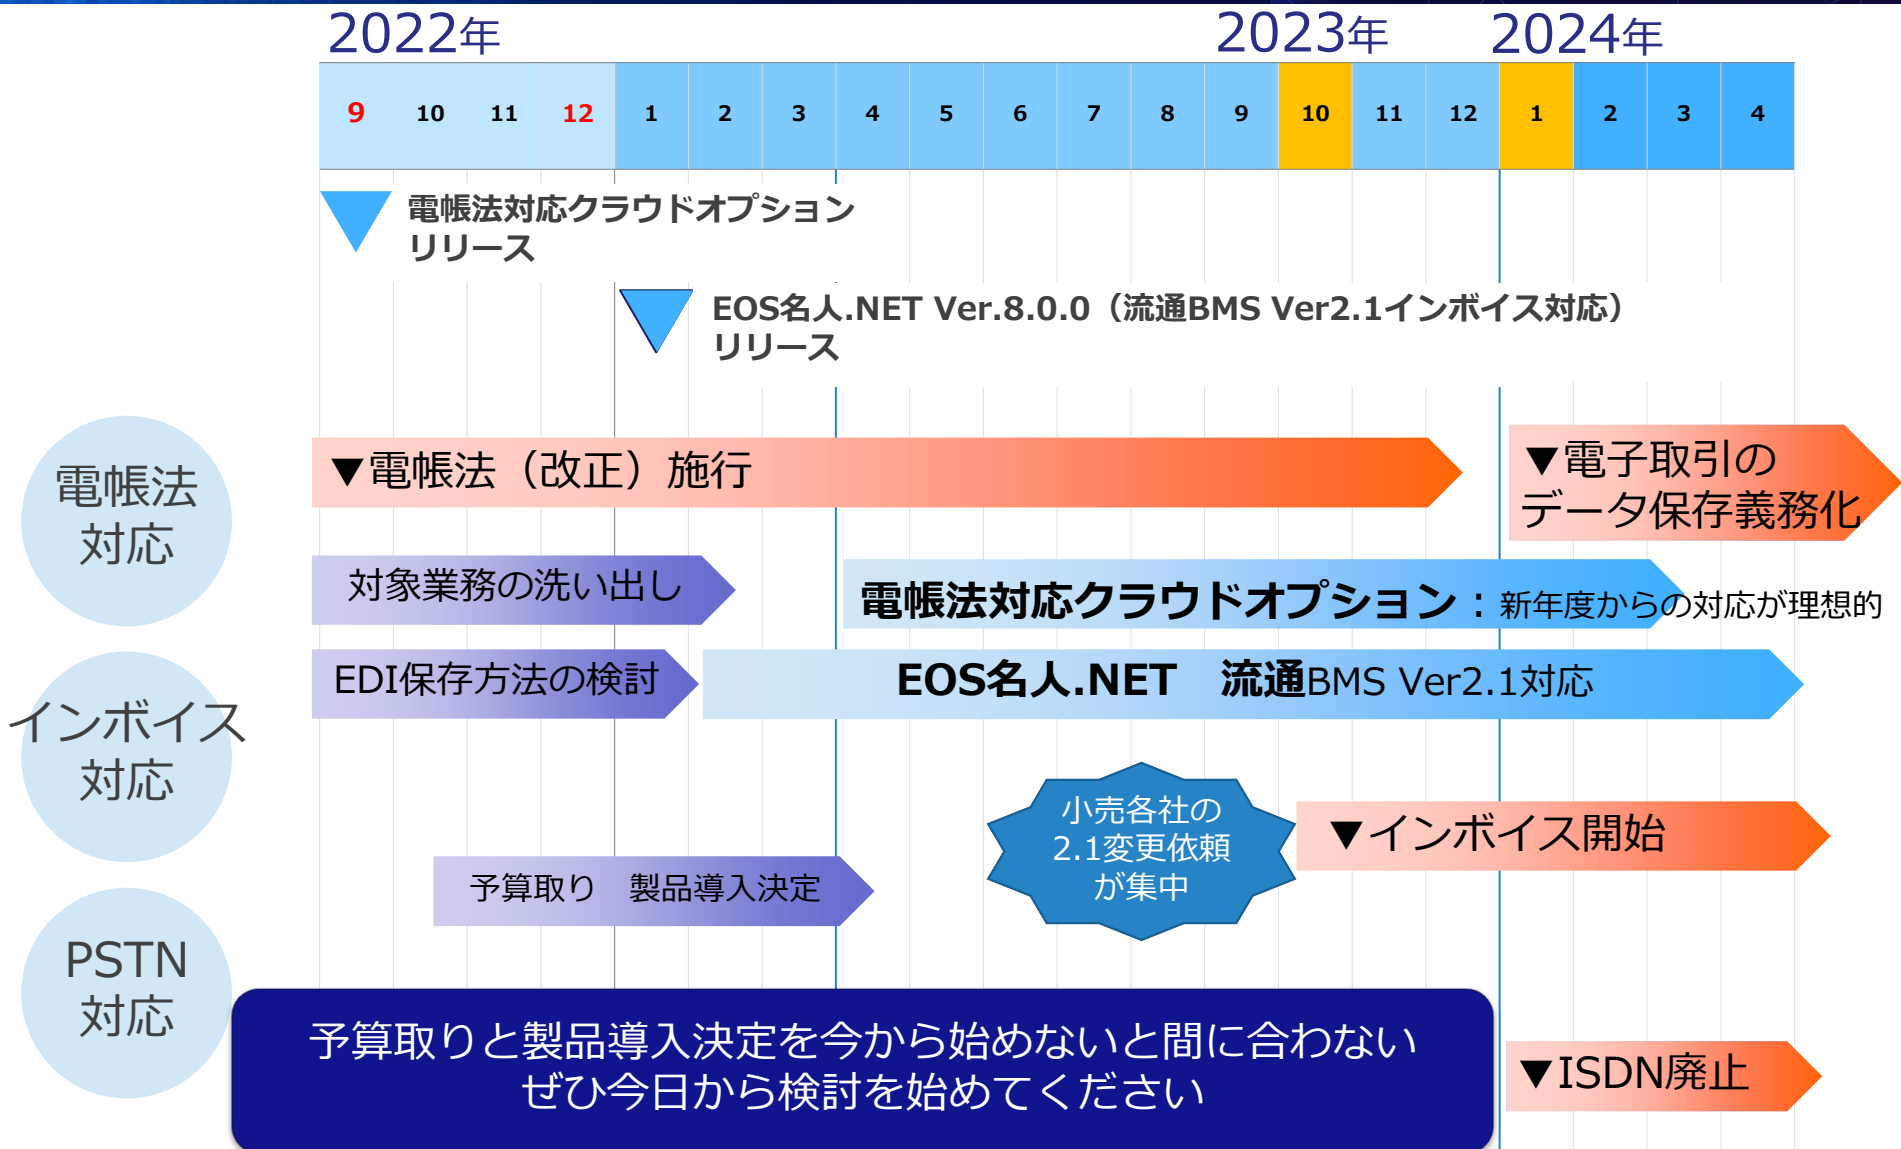 2022年 2023年 2024年
9 10 11 12 1 2 3 4 5 6 7 8 9 10 11 12 1 2 3 4
電帳法対応クラウドオプション
リリース
EOS名人.NET Ver.8.0.0（流通BMS Ver2.1インボイス対応）
リリース
電帳法
対応
▼電帳法（改正）施行
▼電子取引の
データ保存義務化
対象業務の洗い出し
電帳法対応クラウドオプション：新年度からの対応が理想的
インボイス
対応
EDI保存方法の検討
EOS名人.NET 流通BMS Ver2.1対応
小売各社の
2.1変更依頼
が集中
▼インボイス開始
予算取り 製品導入決定
PSTN
対応
予算取りと製品導入決定を今から始めないと間に合わない
ぜひ今日から検討を始めてください
▼ISDN廃止